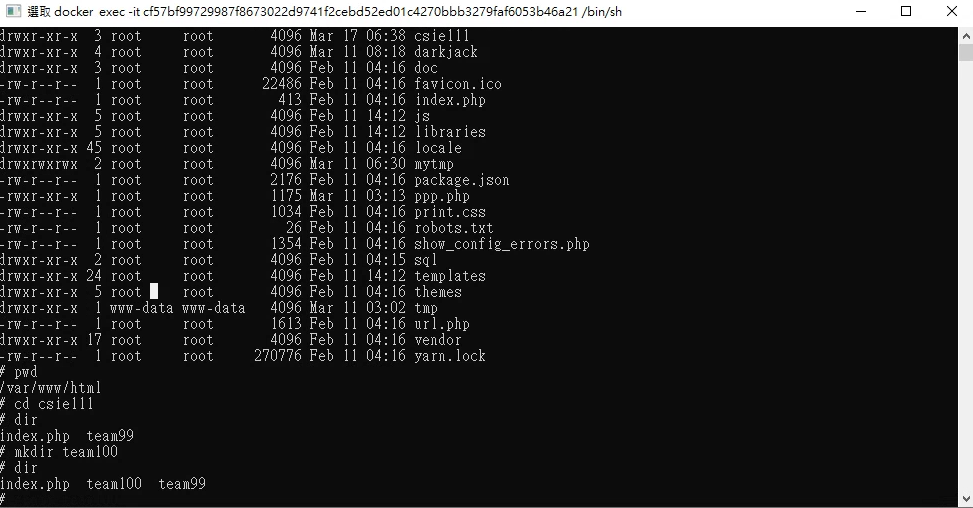 選取 docker exec -it cf57bf99729987f8673022d9741f2cebd52ed01c4270bbb3279faf6053b46a21 /bin/sh
drwxr-xr-x 3 root root 4096 Mar 17 06:38 csie111
drwxr-xr-x 4 root root 4096 Mar 11 08:18 darkjack
drwxr-xr-x 3 root root 4096 Feb 11 04:16 doc
-rw-r--r-- 1 root root 22486 Feb 11 04:16 favicon.ico
-rw-r--r-- 1 root root 413 Feb 11 04:16 index.php
drwxr-xr-x 5 root root 4096 Feb 11 14:12 js
drwxr-xr-x 5 root root 4096 Feb 11 14:12 libraries
drwxr-xr-x 45 root root 4096 Feb 11 04:16 locale
drwxrwxrwx 2 root root 4096 Mar 11 06:30 mytmp
-rw-r--r-- 1 root root 2176 Feb 11 04:16 package.json
-rw-r--r-- 1 root root 1175 Mar 11 03:13 ppp.php
-rw-r--r-- 1 root root 1034 Feb 11 04:16 print.css
-rw-r--r-- 1 root root 26 Feb 11 04:16 robots.txt
-rw-r--r-- 1 root root 1354 Feb 11 04:16 show_config_errors.php
drwxr-xr-x 2 root root 4096 Feb 11 04:15 sql
drwxr-xr-x 24 root root 4096 Feb 11 14:12 templates
drwxr-xr-x 5 root root 4096 Feb 11 04:16 themes
drwxr-xr-x 1 www-data www-data 4096 Mar 11 03:02 tmp
-rw-r--r-- 1 root root 1613 Feb 11 04:16 url.php
drwxr-xr-x 17 root root 4096 Feb 11 04:16 vendor
-rw-r--r-- 1 root root 270776 Feb 11 04:16 yarn.lock
# pwd
/var/www/html
# cd csie111
# dir
index.php team99
# mkdir team100
# dir
index.php team100 team99
#